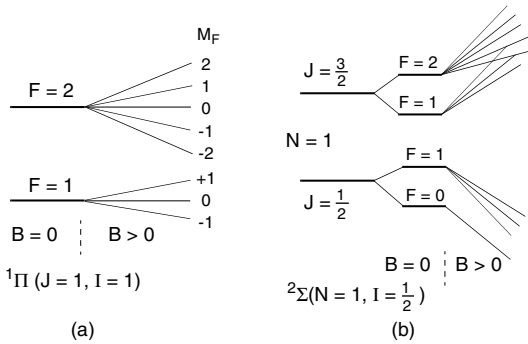 M_F
F = 2
2
1
0
-1
-2
F = 1
+1
0
-1
B = 0
B > 0
¹Π (J = 1, I = 1)
(a)
J = 3/2
F = 2
F = 1
N = 1
J = 1/2
F = 1
F = 0
B = 0
B > 0
²Σ(N = 1, I = 1/2)
(b)